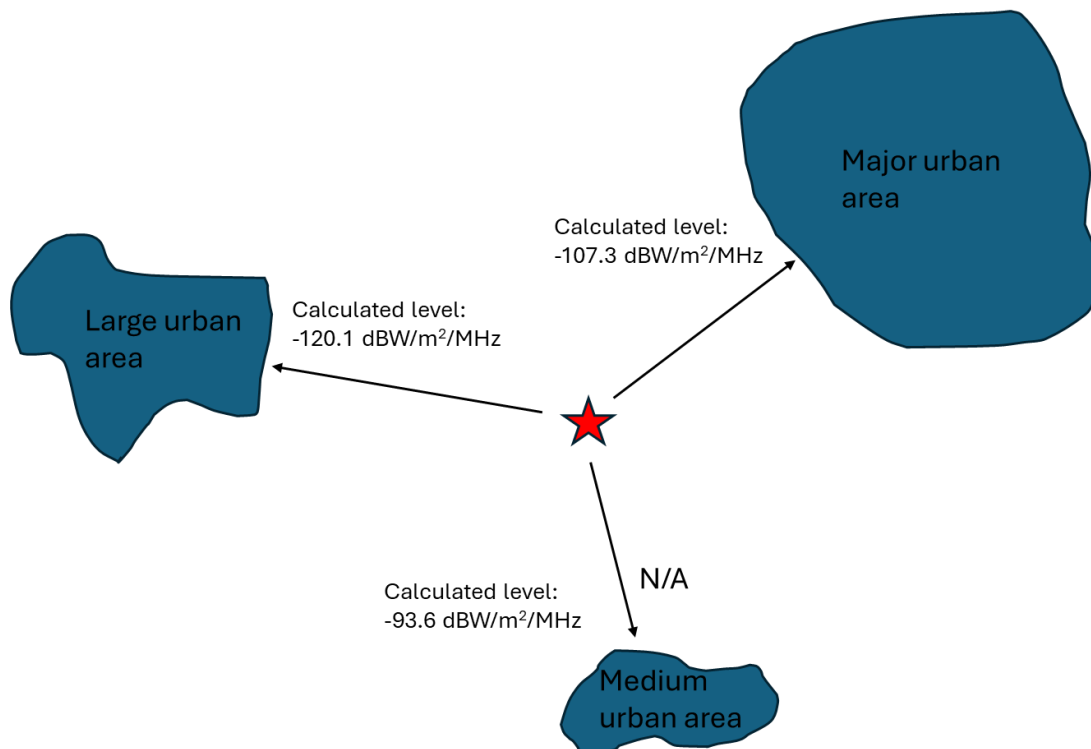 Major urban
area
Calculated level:
-107.3 dBW/m²/MHz
Large urban
area
Calculated level:
-120.1 dBW/m²/MHz
N/A
Calculated level:
-93.6 dBW/m²/MHz
Medium
urban area